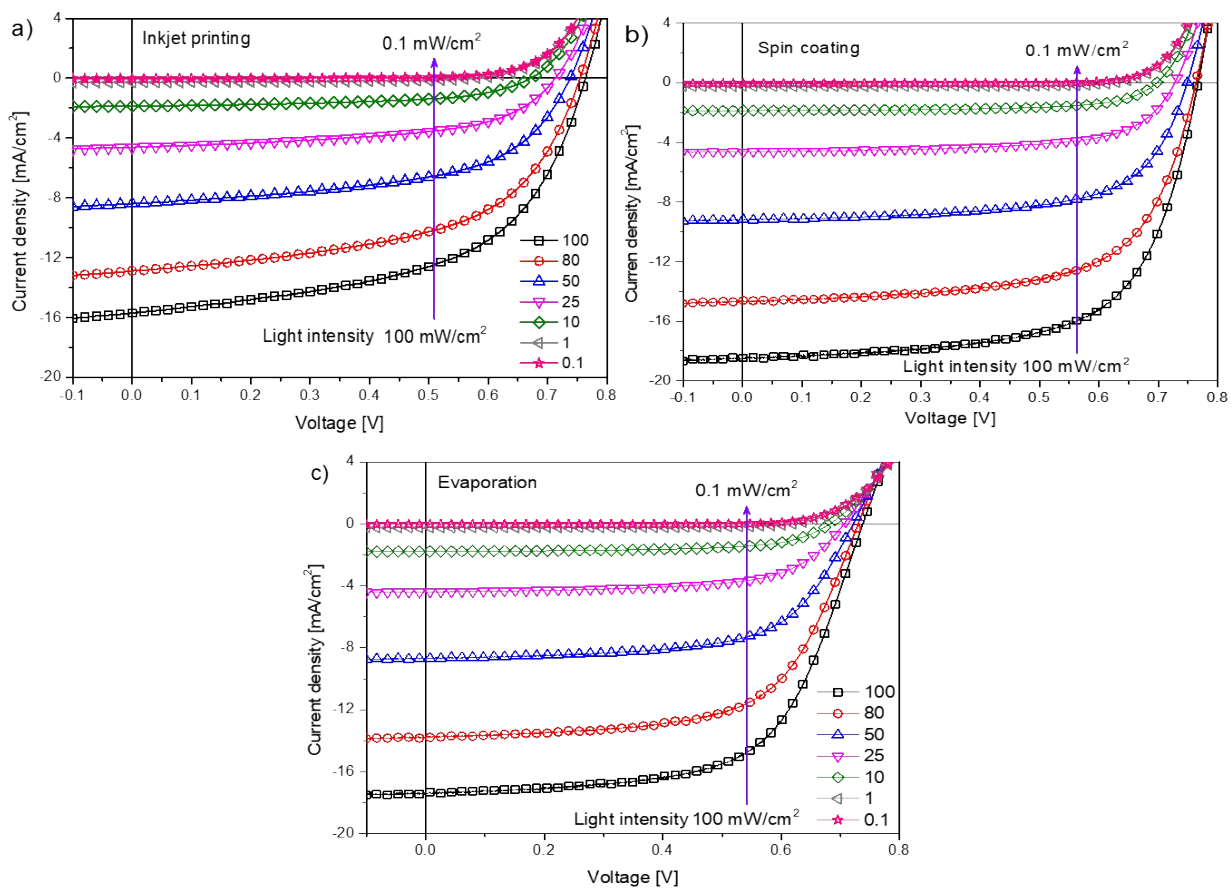 a)
Inkjet printing
0.1 mW/cm²
Current density [mA/cm²]
4
0
-4
-8
-12
-16
-20
100
80
50
25
10
1
0.1
Light intensity 100 mW/cm²
-0.1 0.0 0.1 0.2 0.3 0.4 0.5 0.6 0.7 0.8
Voltage [V]
b)
Spin coating
0.1 mW/cm²
Curren density [mA/cm²]
4
0
-4
-8
-12
-16
-20
Light intensity 100 mW/cm²
-0.1 0.0 0.1 0.2 0.3 0.4 0.5 0.6 0.7 0.8
Voltage [V]
c)
Evaporation
0.1 mW/cm²
Current density [mA/cm²]
4
0
-4
-8
-12
-16
-20
100
80
50
25
10
1
0.1
Light intensity 100 mW/cm²
0.0 0.2 0.4 0.6 0.8
Voltage [V]